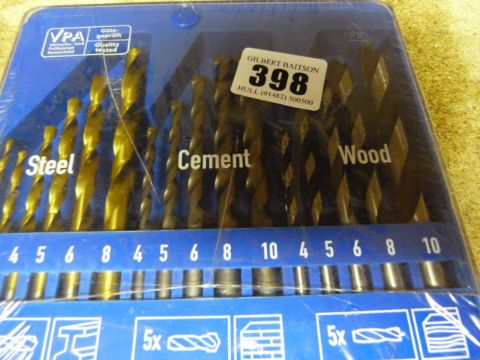 VPA
Güte-
geprüft
Quality
tested
GILBERT BAITSON
398
HULL (01482) 500500
Steel
Cement
Wood
4 5 6 8 4 5 6 8 10 4 5 6 8 10
5x
5x